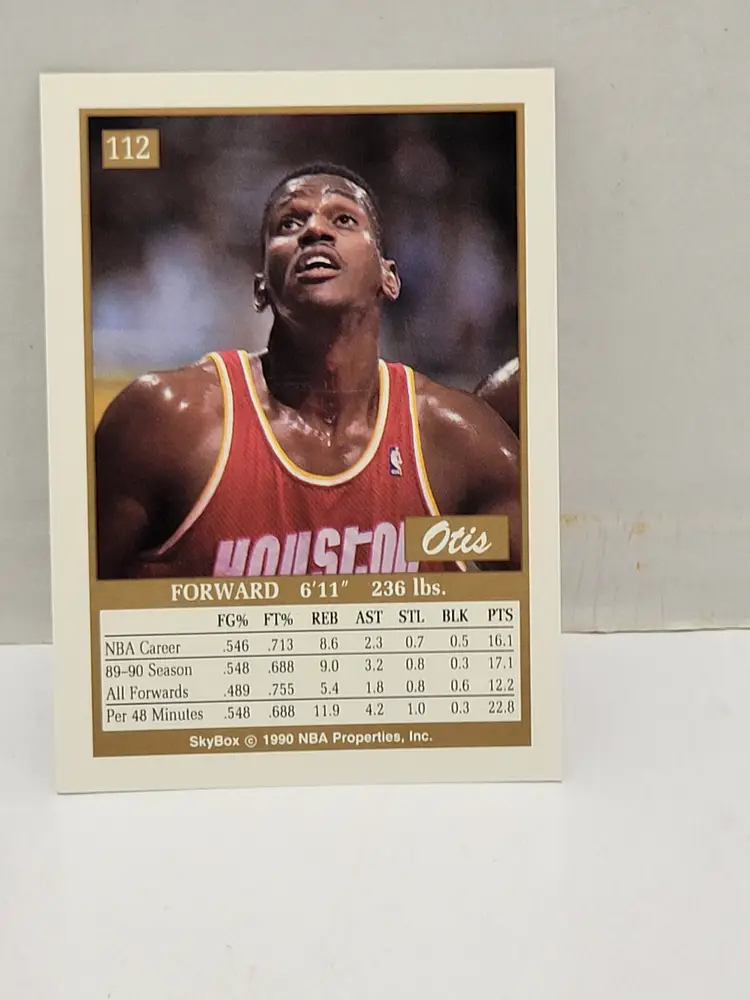 112
HOUSTON
Otis
FORWARD 6'11" 236 lbs.
FG% FT% REB AST STL BLK PTS
NBA Career .546 .713 8.6 2.3 0.7 0.5 16.1
89-90 Season .548 .688 9.0 3.2 0.8 0.3 17.1
All Forwards .489 .755 5.4 1.8 0.8 0.6 12.2
Per 48 Minutes .548 .688 11.9 4.2 1.0 0.3 22.8
SkyBox © 1990 NBA Properties, Inc.